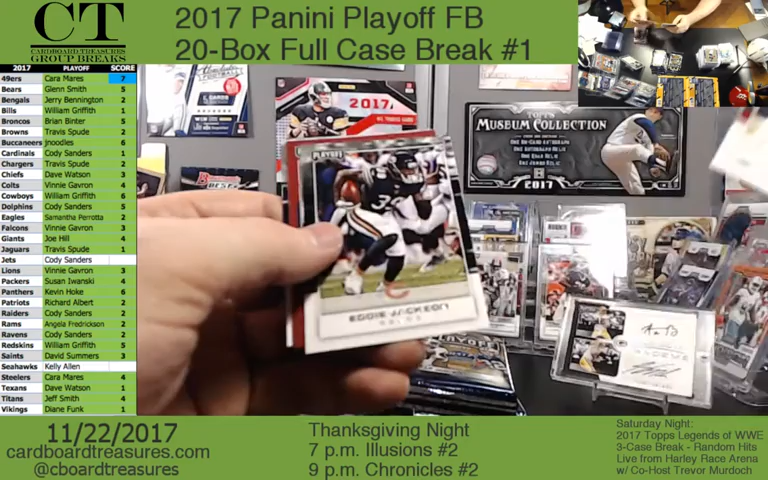 CT
CARDBOARD TREASURES
GROUP BREAKS
2017 Panini Playoff FB
20-Box Full Case Break #1
2017 PLAYOFF SCORE
49ers Cara Mares 7
Bears Glenn Smith 5
Bengals Jerry Bennington 2
Bills William Griffith 1
Broncos Brian Binter 5
Browns Travis Spude 2
Buccaneers Jnoodles 6
Cardinals Cody Sanders 1
Chargers Travis Spude 2
Chiefs Dave Watson 3
Colts Vinnie Gavron 4
Cowboys William Griffith 6
Dolphins Cody Sanders 5
Eagles Samantha Perrotta 2
Falcons Vinnie Gavron 3
Giants Joe Hill 4
Jaguars Travis Spude 1
Jets Cody Sanders
Lions Vinnie Gavron 3
Packers Susan Iwanski 4
Panthers Kevin Hoke 6
Patriots Richard Albert 2
Raiders Cody Sanders 2
Rams Angela Fredrickson 2
Ravens Cody Sanders 2
Redskins William Griffith 5
Saints David Summers 3
Seahawks Kelly Allen
Steelers Cara Mares 4
Texans Dave Watson 1
Titans Jeff Smith 4
Vikings Diane Funk 1
2017
TOPPS
MUSEUM COLLECTION
2017
PLAYOFF
EDDIE JACKSON
11/22/2017
cardboardtreasures.com
@cboardtreasures
Thanksgiving Night
7 p.m. Illusions #2
9 p.m. Chronicles #2
Saturday Night:
2017 Topps Legends of WWE
3-Case Break - Random Hits
Live from Harley Race Arena
w/ Co-Host Trevor Murdoch